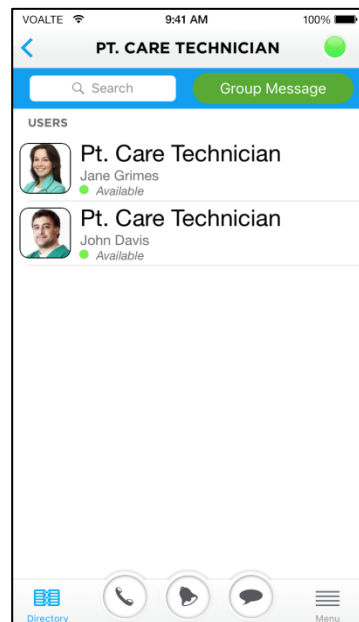 VOALTE 9:41 AM 100%
PT. CARE TECHNICIAN
Search Group Message
USERS
Pt. Care Technician
Jane Grimes
Available
Pt. Care Technician
John Davis
Available
Directory Menu